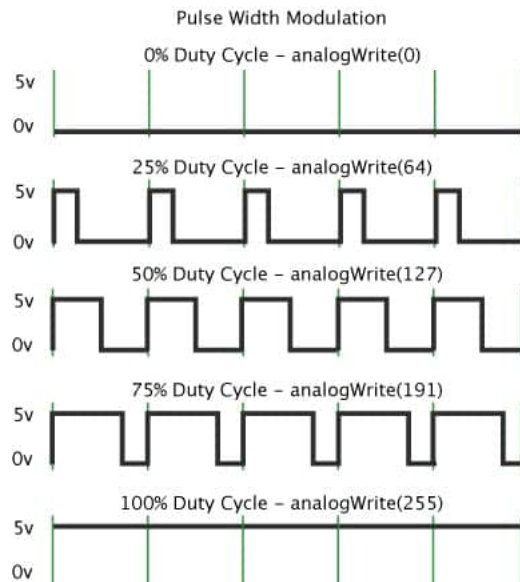 Pulse Width Modulation
0% Duty Cycle – analogWrite(0)
5v
0v
25% Duty Cycle – analogWrite(64)
5v
0v
50% Duty Cycle – analogWrite(127)
5v
0v
75% Duty Cycle – analogWrite(191)
5v
0v
100% Duty Cycle – analogWrite(255)
5v
0v